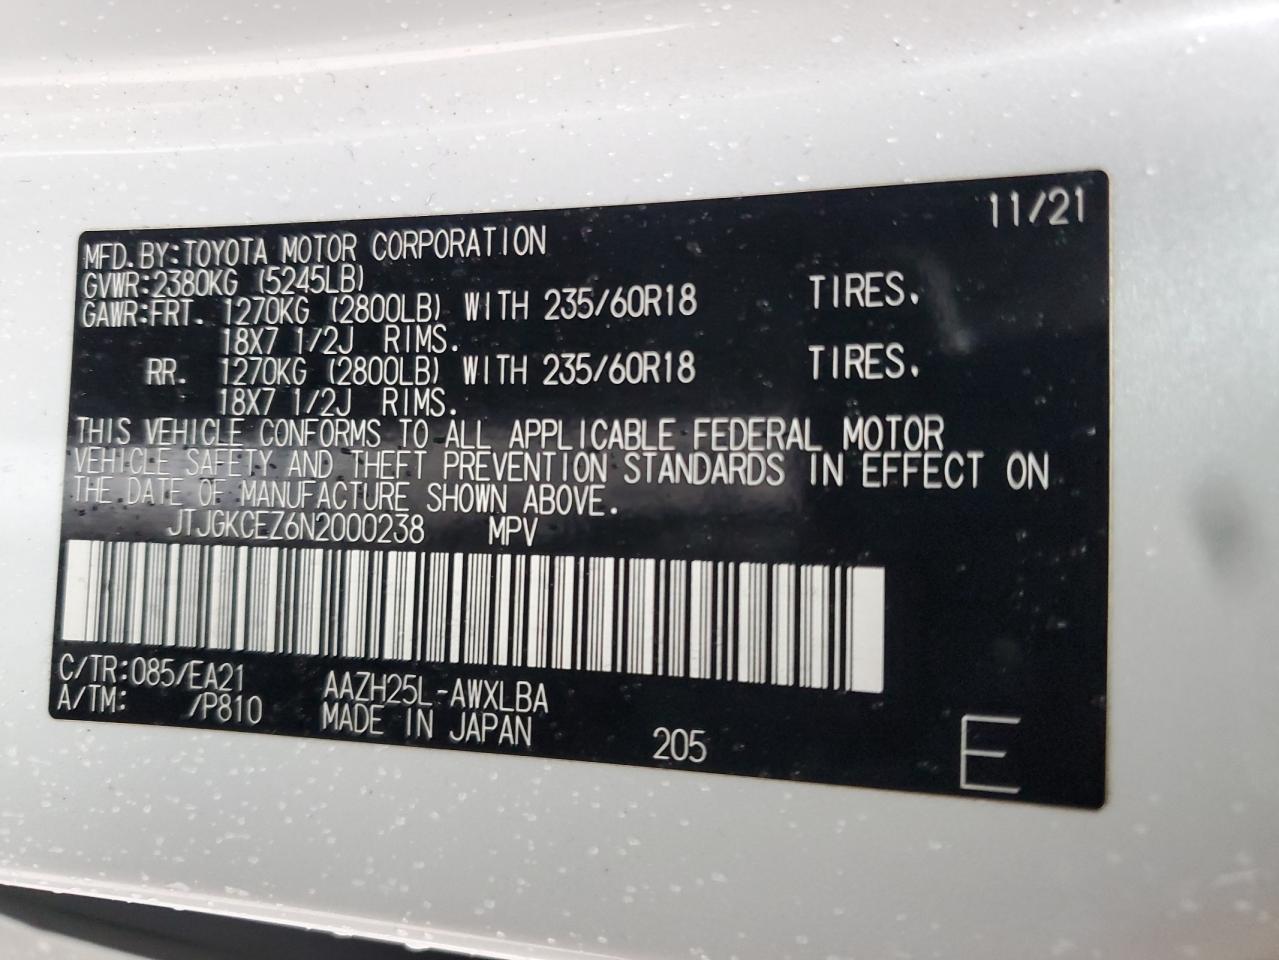 11/21
MFD. BY:TOYOTA MOTOR CORPORATION
GVWR:2380KG (5245LB)
GAWR:FRT. 1270KG (2800LB) WITH 235/60R18 TIRES.
18X7 1/2J RIMS.
RR. 1270KG (2800LB) WITH 235/60R18 TIRES.
18X7 1/2J RIMS.
THIS VEHICLE CONFORMS TO ALL APPLICABLE FEDERAL MOTOR
VEHICLE SAFETY AND THEFT PREVENTION STANDARDS IN EFFECT ON
THE DATE OF MANUFACTURE SHOWN ABOVE.
JTJGKCEZ6N2000238 MPV
C/TR:085/EA21 AAZH25L-AWXLBA
A/TM: /P810 MADE IN JAPAN 205 E